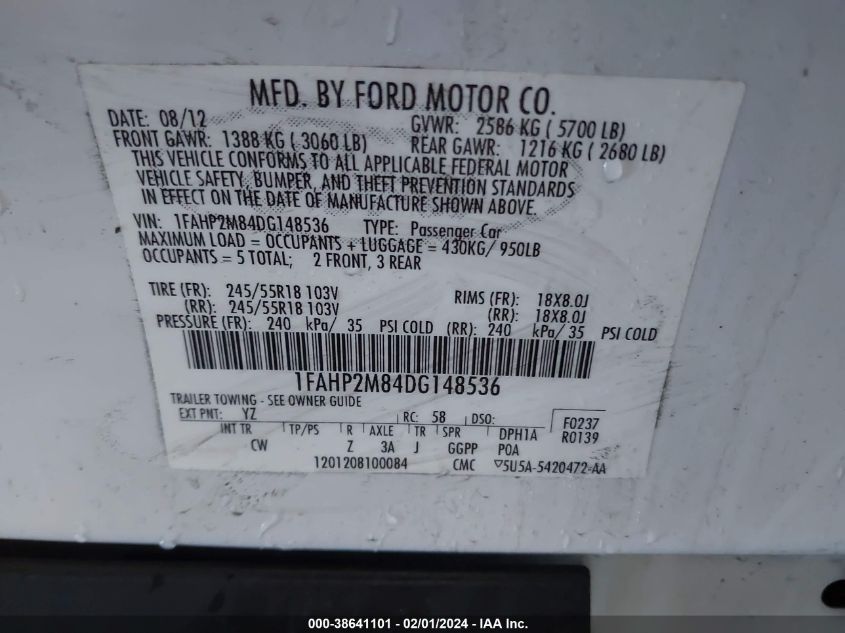 MFD. BY FORD MOTOR CO.
DATE: 08/12 GVWR: 2586 KG ( 5700 LB)
FRONT GAWR: 1388 KG ( 3060 LB) REAR GAWR: 1216 KG ( 2680 LB)
THIS VEHICLE CONFORMS TO ALL APPLICABLE FEDERAL MOTOR
VEHICLE SAFETY, BUMPER, AND THEFT PREVENTION STANDARDS
IN EFFECT ON THE DATE OF MANUFACTURE SHOWN ABOVE.
VIN: 1FAHP2M84DG148536 TYPE: Passenger Car
MAXIMUM LOAD = OCCUPANTS + LUGGAGE = 430KG/ 950LB
OCCUPANTS = 5 TOTAL; 2 FRONT, 3 REAR
TIRE (FR): 245/55R18 103V RIMS (FR): 18X8.0J
(RR): 245/55R18 103V (RR): 18X8.0J
PRESSURE (FR): 240 kPa/ 35 PSI COLD (RR): 240 kPa/ 35 PSI COLD
1FAHP2M84DG148536
TRAILER TOWING - SEE OWNER GUIDE
EXT PNT: YZ RC: 58 DSO: F0237
INT TR TP/PS R AXLE TR SPR DPH1A R0139
CW Z 3A J GGPP POA
1201208100084 CMC ▽5U5A-5420472-AA
000-38641101 - 02/01/2024 - IAA Inc.